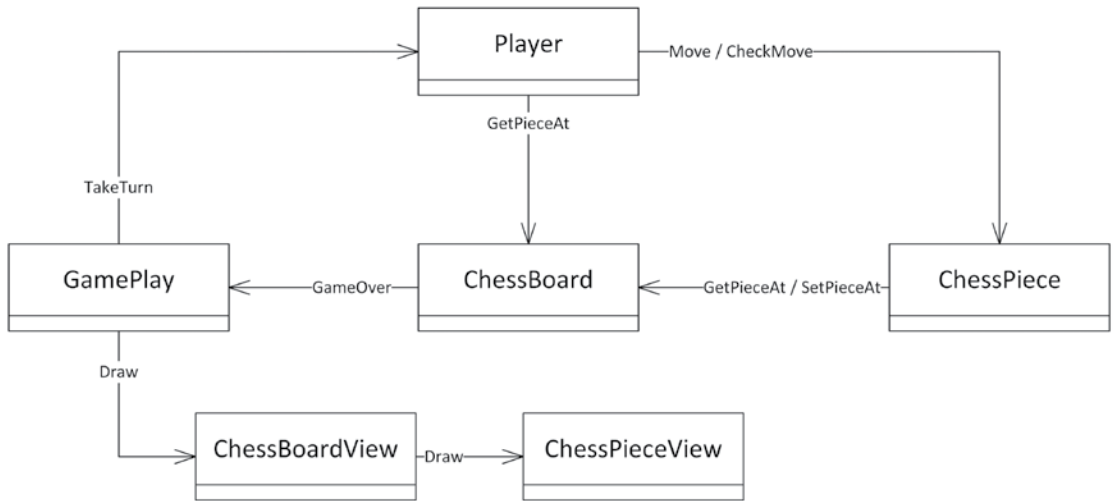 Player
Move / CheckMove
GetPieceAt
TakeTurn
GamePlay
GameOver
ChessBoard
GetPieceAt / SetPieceAt
ChessPiece
Draw
ChessBoardView
Draw
ChessPieceView